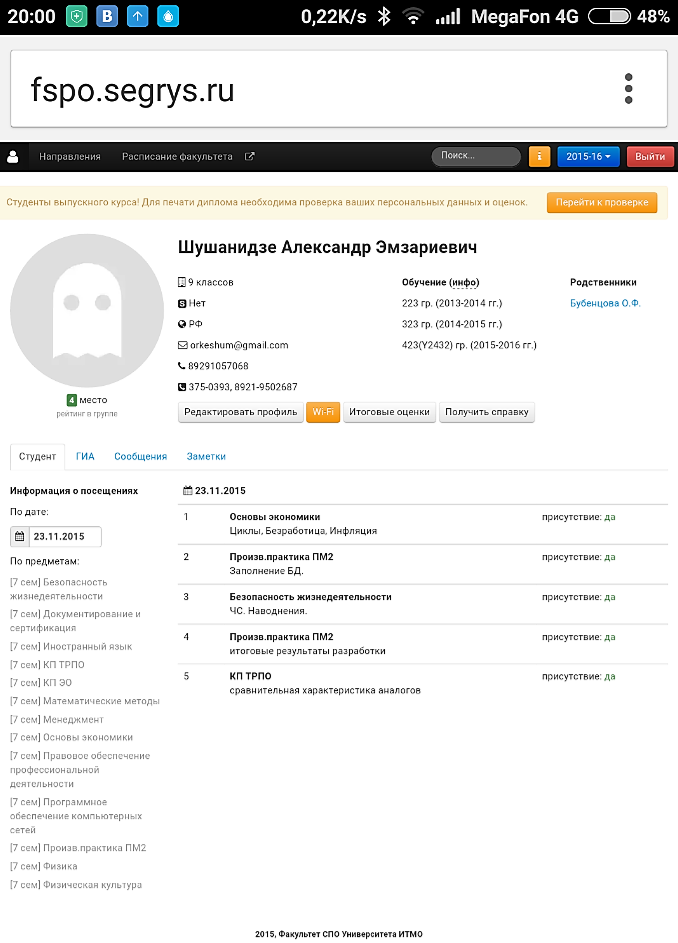 20:00 B 0,22K/s MegaFon 4G 48%
fspo.segrys.ru
Направления Расписание факультета Поиск... i 2015-16 Выйти
Студенты выпускного курса! Для печати диплома необходима проверка ваших персональных данных и оценок. Перейти к проверке
Шушанидзе Александр Эмзариевич
9 классов Обучение (инфо) Родственники
Нет 223 гр. (2013-2014 гг.) Бубенцова О.Ф.
РФ 323 гр. (2014-2015 гг.)
orkeshum@gmail.com 423(Y2432) гр. (2015-2016 гг.)
89291057068
375-0393, 8921-9502687
4 место
рейтинг в группе
Редактировать профиль Wi-Fi Итоговые оценки Получить справку
Студент ГИА Сообщения Заметки
Информация о посещениях
По дате:
23.11.2015
По предметам:
[7 сем] Безопасность
жизнедеятельности
[7 сем] Документирование и
сертификация
[7 сем] Иностранный язык
[7 сем] КП ТРПО
[7 сем] КП ЭО
[7 сем] Математические методы
[7 сем] Менеджмент
[7 сем] Основы экономики
[7 сем] Правовое обеспечение
профессиональной
деятельности
[7 сем] Программное
обеспечение компьютерных
сетей
[7 сем] Произв.практика ПМ2
[7 сем] Физика
[7 сем] Физическая культура
23.11.2015
1 Основы экономики присутствие: да
Циклы, Безработица, Инфляция
2 Произв.практика ПМ2 присутствие: да
Заполнение БД.
3 Безопасность жизнедеятельности присутствие: да
ЧС. Наводнения.
4 Произв.практика ПМ2 присутствие: да
итоговые результаты разработки
5 КП ТРПО присутствие: да
сравнительная характеристика аналогов
2015, Факультет СПО Университета ИТМО